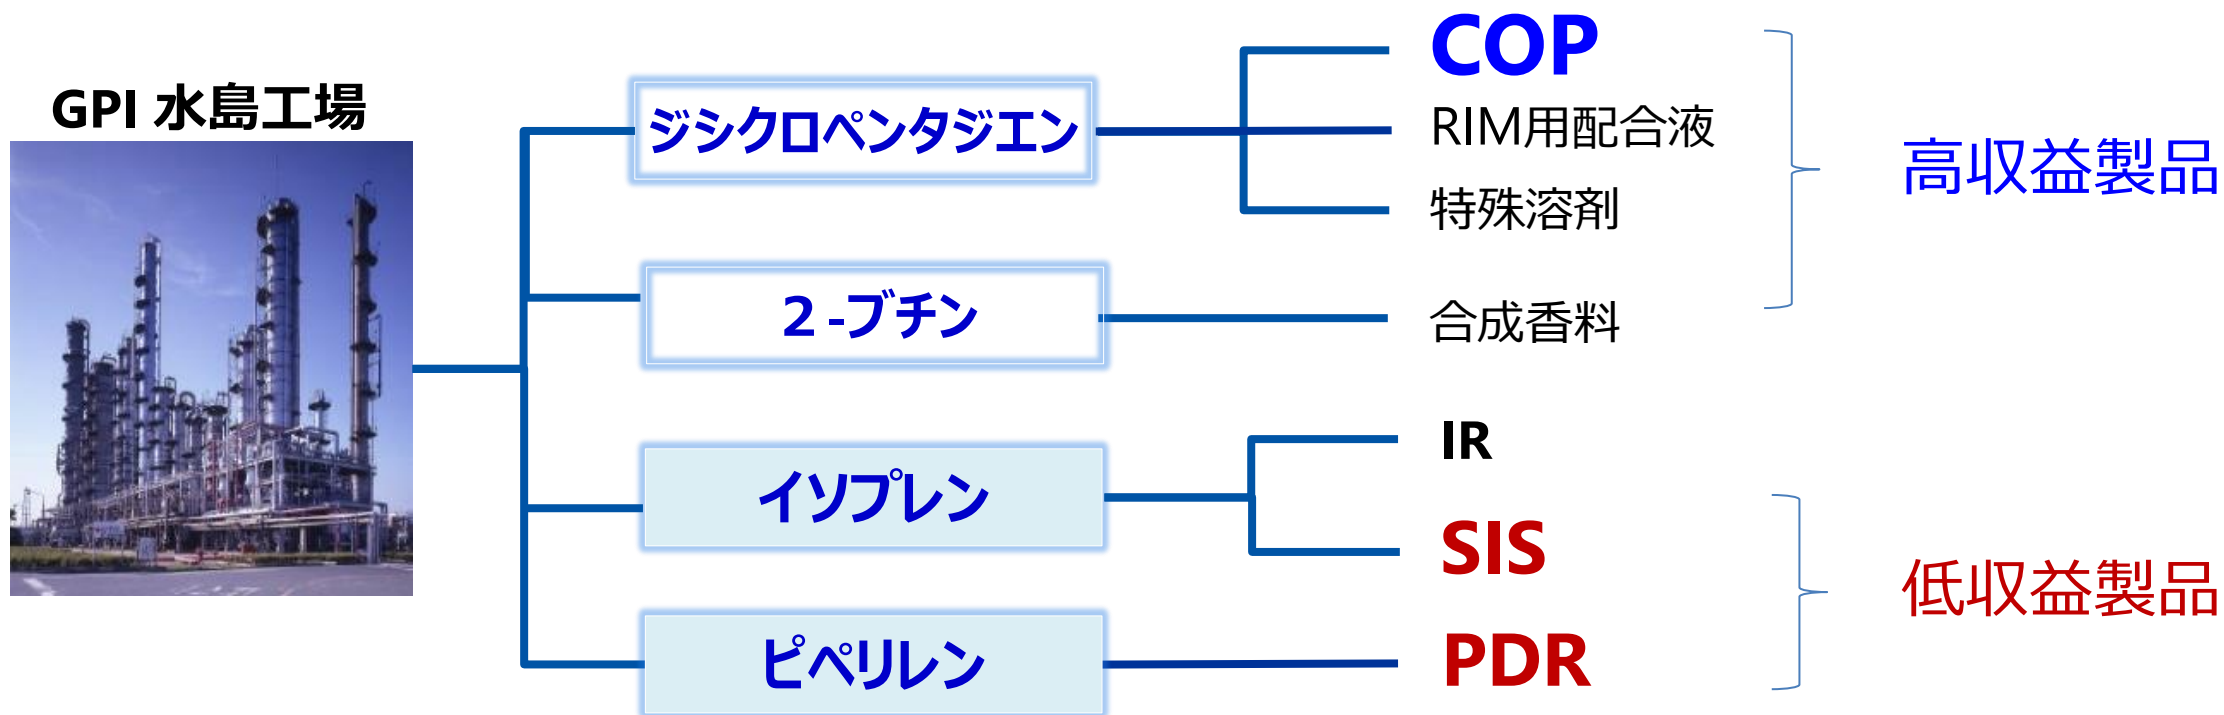 GPI 水島工場
ジシクロペンタジエン
COP
RIM用配合液
特殊溶剤
高収益製品
２-ブチン
合成香料
イソプレン
IR
SIS
低収益製品
ピペリレン
PDR